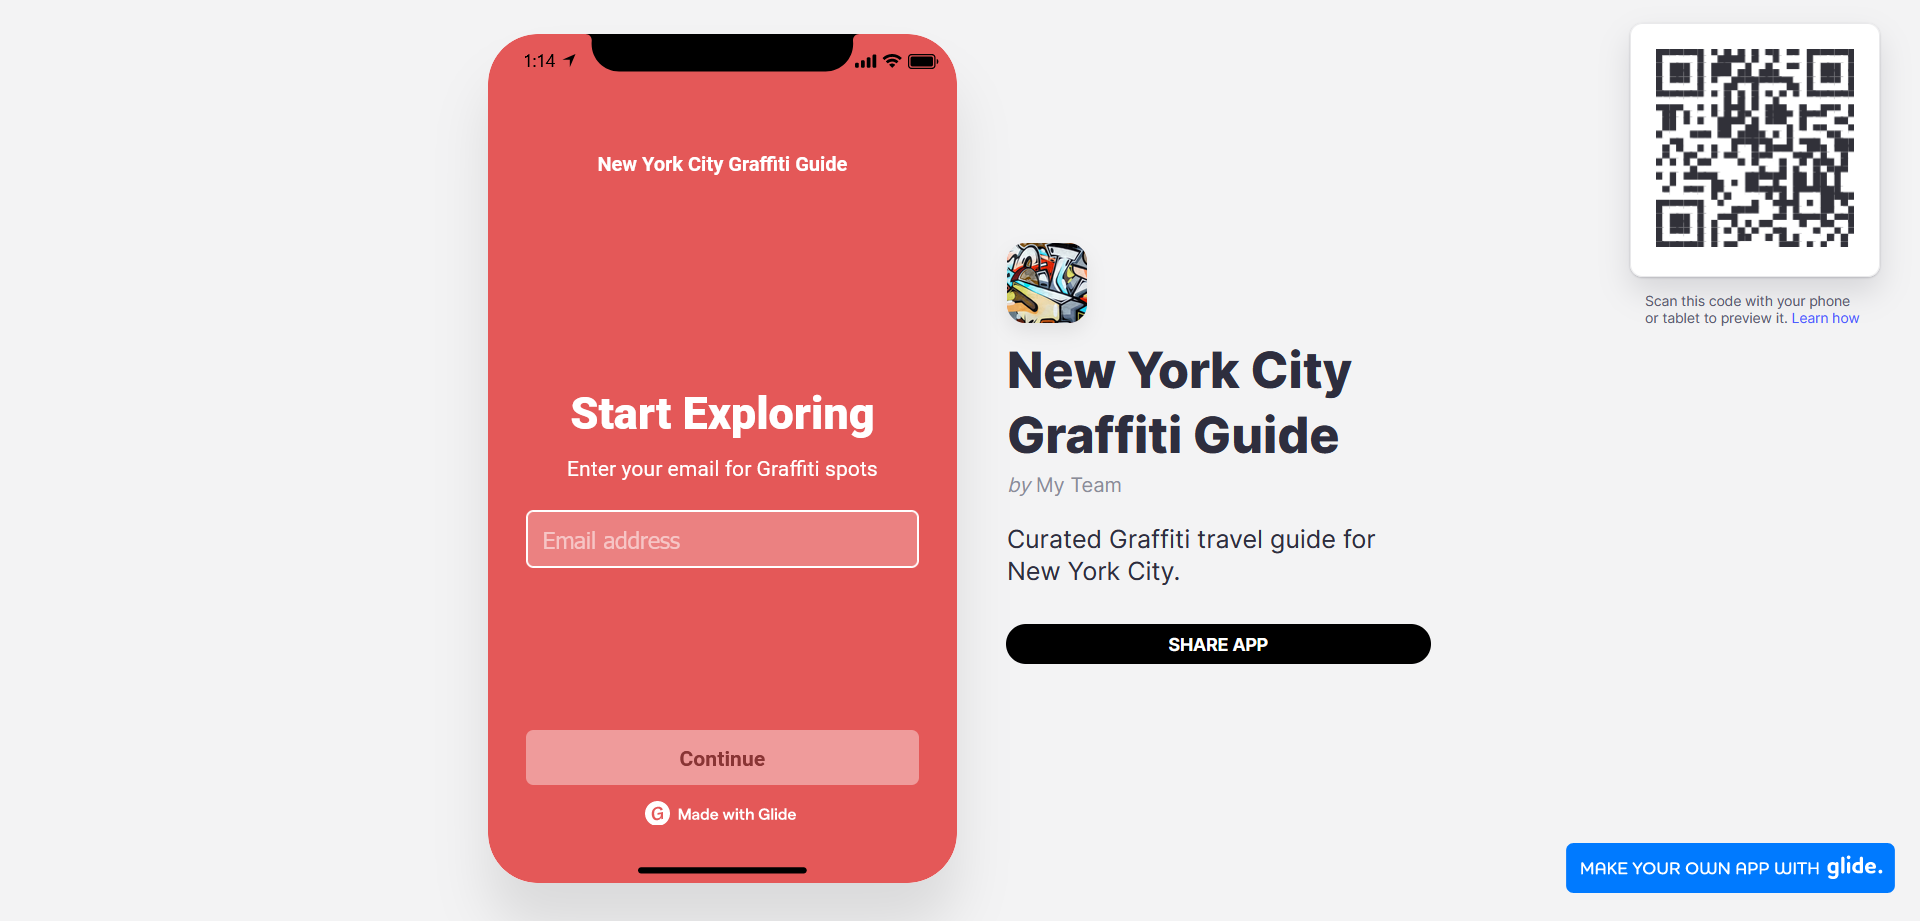 1:14
New York City Graffiti Guide
Start Exploring
Enter your email for Graffiti spots
Email address
Continue
G Made with Glide
New York City
Graffiti Guide
by My Team
Curated Graffiti travel guide for
New York City.
SHARE APP
Scan this code with your phone
or tablet to preview it. Learn how
MAKE YOUR OWN APP WITH glide.